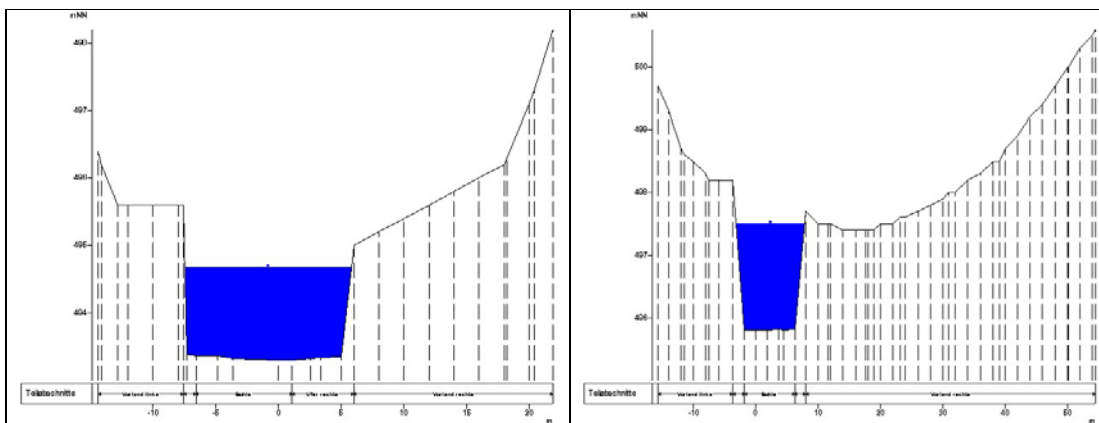 mNN
498
497
496
495
494
Teilabschnitte
Vorland links
Sohle
Ufer rechts
Vorland rechts
-10
-5
0
5
10
15
20
m
mNN
500
499
498
497
496
Teilabschnitte
Vorland links
Sohle
Vorland rechts
-10
0
10
20
30
40
50
m